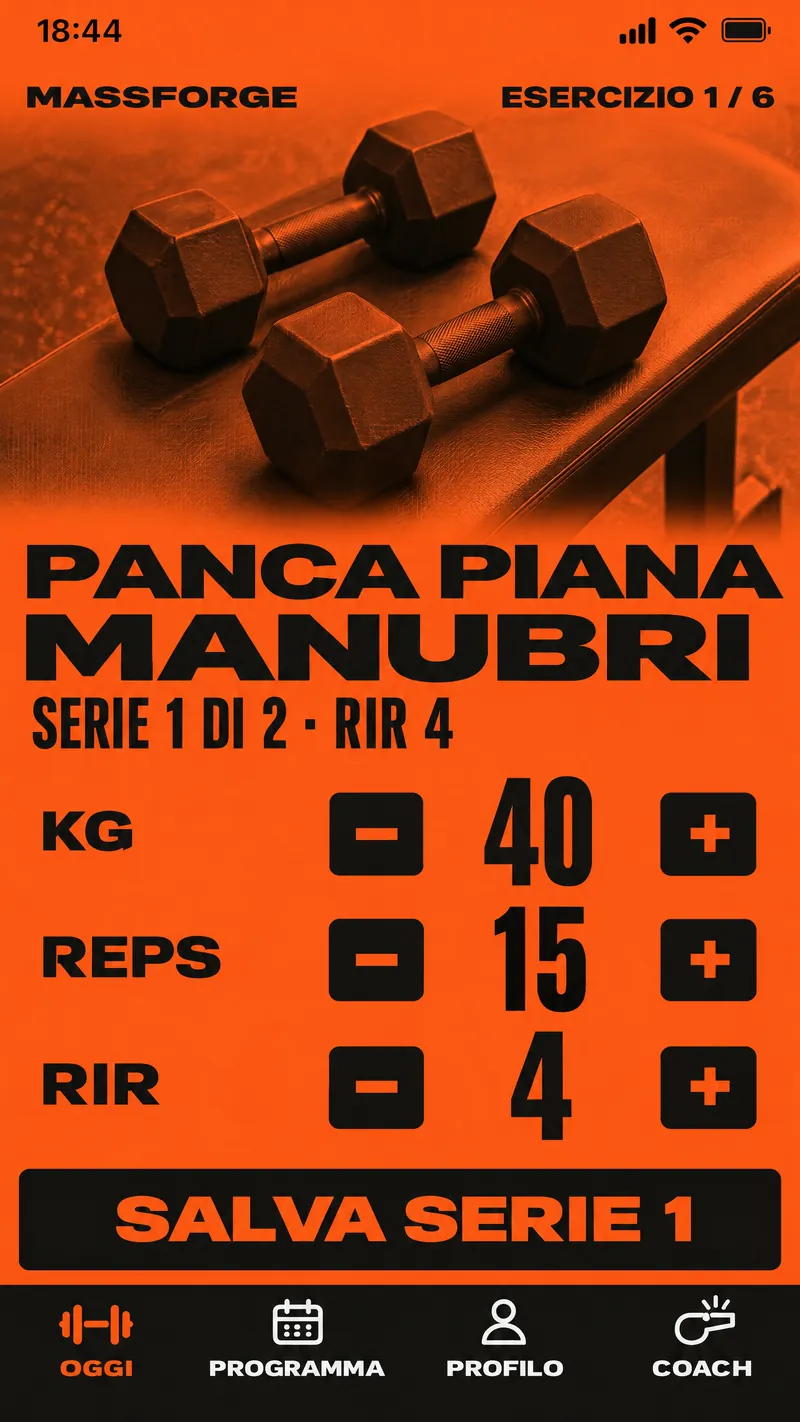 18:44
MASSFORGE
ESERCIZIO 1 / 6
PANCA PIANA
MANUBRI
SERIE 1 DI 2 · RIR 4
KG − 40 +
REPS − 15 +
RIR − 4 +
SALVA SERIE 1
OGGI PROGRAMMA PROFILO COACH